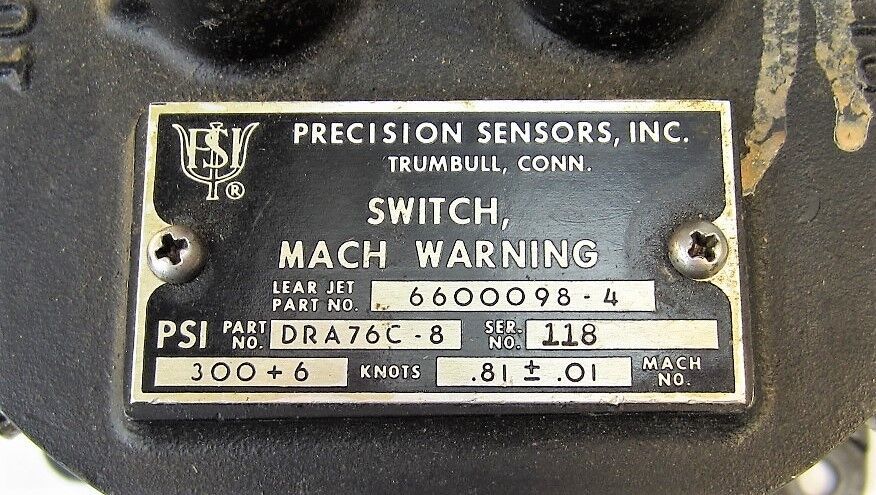 PSI ®
PRECISION SENSORS, INC.
TRUMBULL, CONN.
SWITCH,
MACH WARNING
LEAR JET
PART NO. 6600098-4
PSI PART NO. DRA76C-8 SER. NO. 118
300+6 KNOTS .81 ± .01 MACH NO.